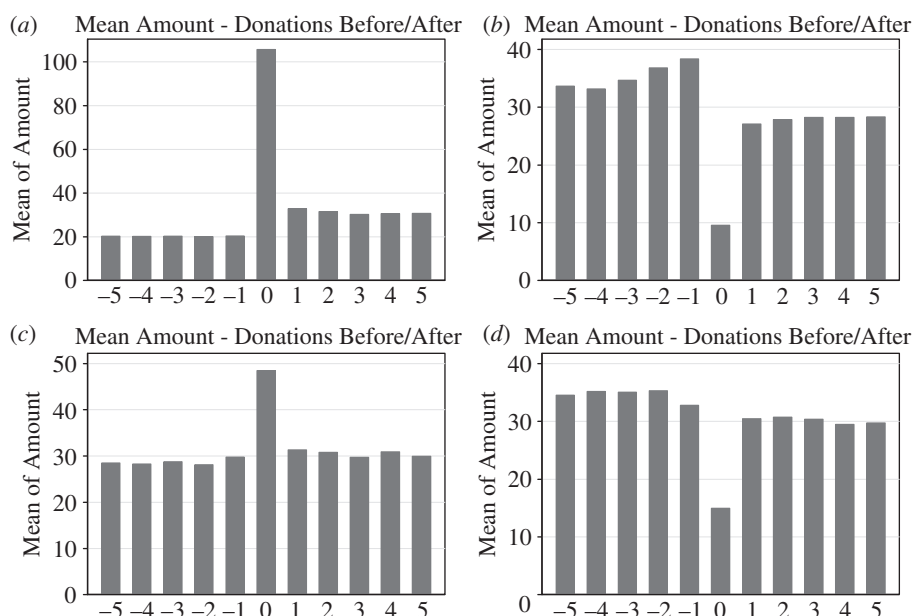 (a) Mean Amount - Donations Before/After
Mean of Amount
100
80
60
40
20
0
–5 –4 –3 –2 –1 0 1 2 3 4 5
(b) Mean Amount - Donations Before/After
Mean of Amount
40
30
20
10
0
–5 –4 –3 –2 –1 0 1 2 3 4 5
(c) Mean Amount - Donations Before/After
Mean of Amount
50
40
30
20
10
0
–5 –4 –3 –2 –1 0 1 2 3 4 5
(d) Mean Amount - Donations Before/After
Mean of Amount
40
30
20
10
0
–5 –4 –3 –2 –1 0 1 2 3 4 5